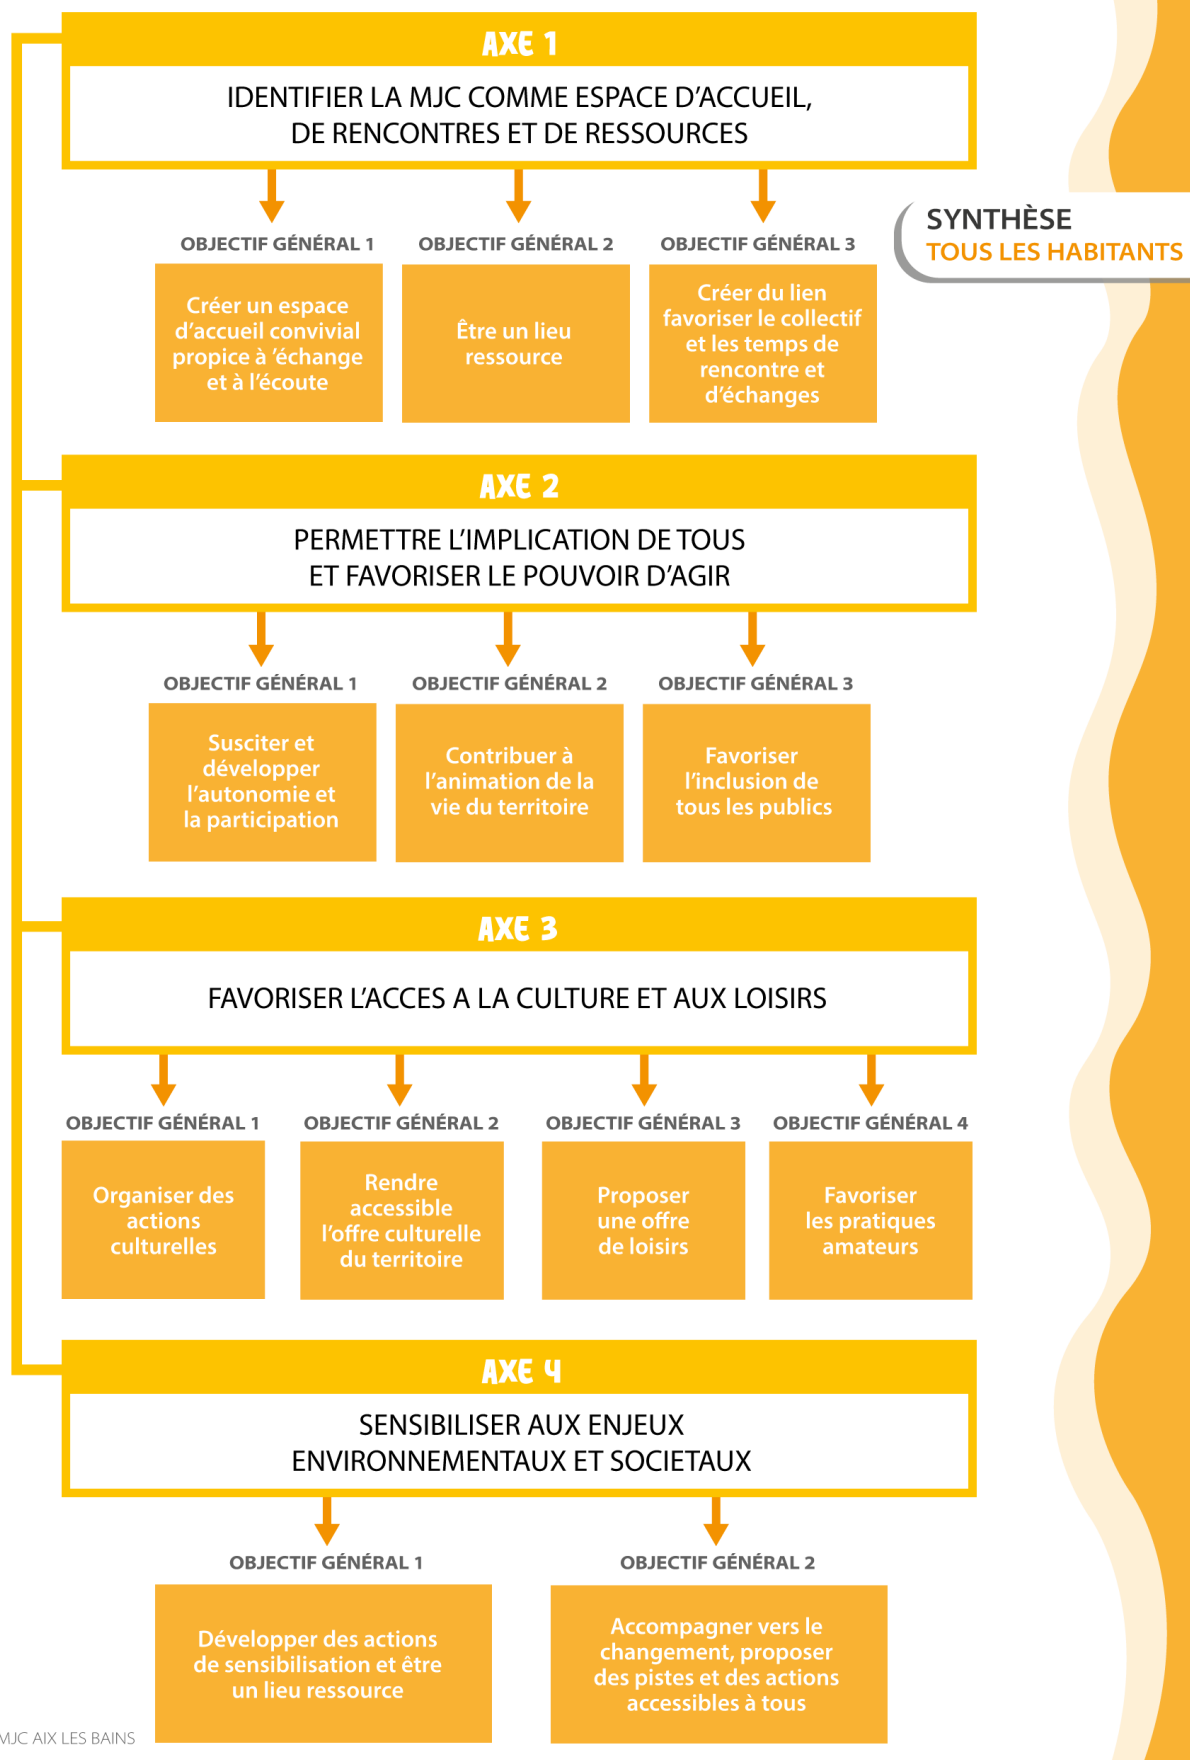 AXE 1
IDENTIFIER LA MJC COMME ESPACE D’ACCUEIL,
DE RENCONTRES ET DE RESSOURCES
SYNTHÈSE
TOUS LES HABITANTS
OBJECTIF GÉNÉRAL 1
Créer un espace
d’accueil convivial
propice à ’échange
et à l’écoute
OBJECTIF GÉNÉRAL 2
Être un lieu
ressource
OBJECTIF GÉNÉRAL 3
Créer du lien
favoriser le collectif
et les temps de
rencontre et
d’échanges
AXE 2
PERMETTRE L’IMPLICATION DE TOUS
ET FAVORISER LE POUVOIR D’AGIR
OBJECTIF GÉNÉRAL 1
Susciter et
développer
l’autonomie et
la participation
OBJECTIF GÉNÉRAL 2
Contribuer à
l’animation de la
vie du territoire
OBJECTIF GÉNÉRAL 3
Favoriser
l’inclusion de
tous les publics
AXE 3
FAVORISER L’ACCES A LA CULTURE ET AUX LOISIRS
OBJECTIF GÉNÉRAL 1
Organiser des
actions
culturelles
OBJECTIF GÉNÉRAL 2
Rendre
accessible
l’offre culturelle
du territoire
OBJECTIF GÉNÉRAL 3
Proposer
une offre
de loisirs
OBJECTIF GÉNÉRAL 4
Favoriser
les pratiques
amateurs
AXE 4
SENSIBILISER AUX ENJEUX
ENVIRONNEMENTAUX ET SOCIETAUX
OBJECTIF GÉNÉRAL 1
Développer des actions
de sensibilisation et être
un lieu ressource
OBJECTIF GÉNÉRAL 2
Accompagner vers le
changement, proposer
des pistes et des actions
accessibles à tous
MJC AIX LES BAINS